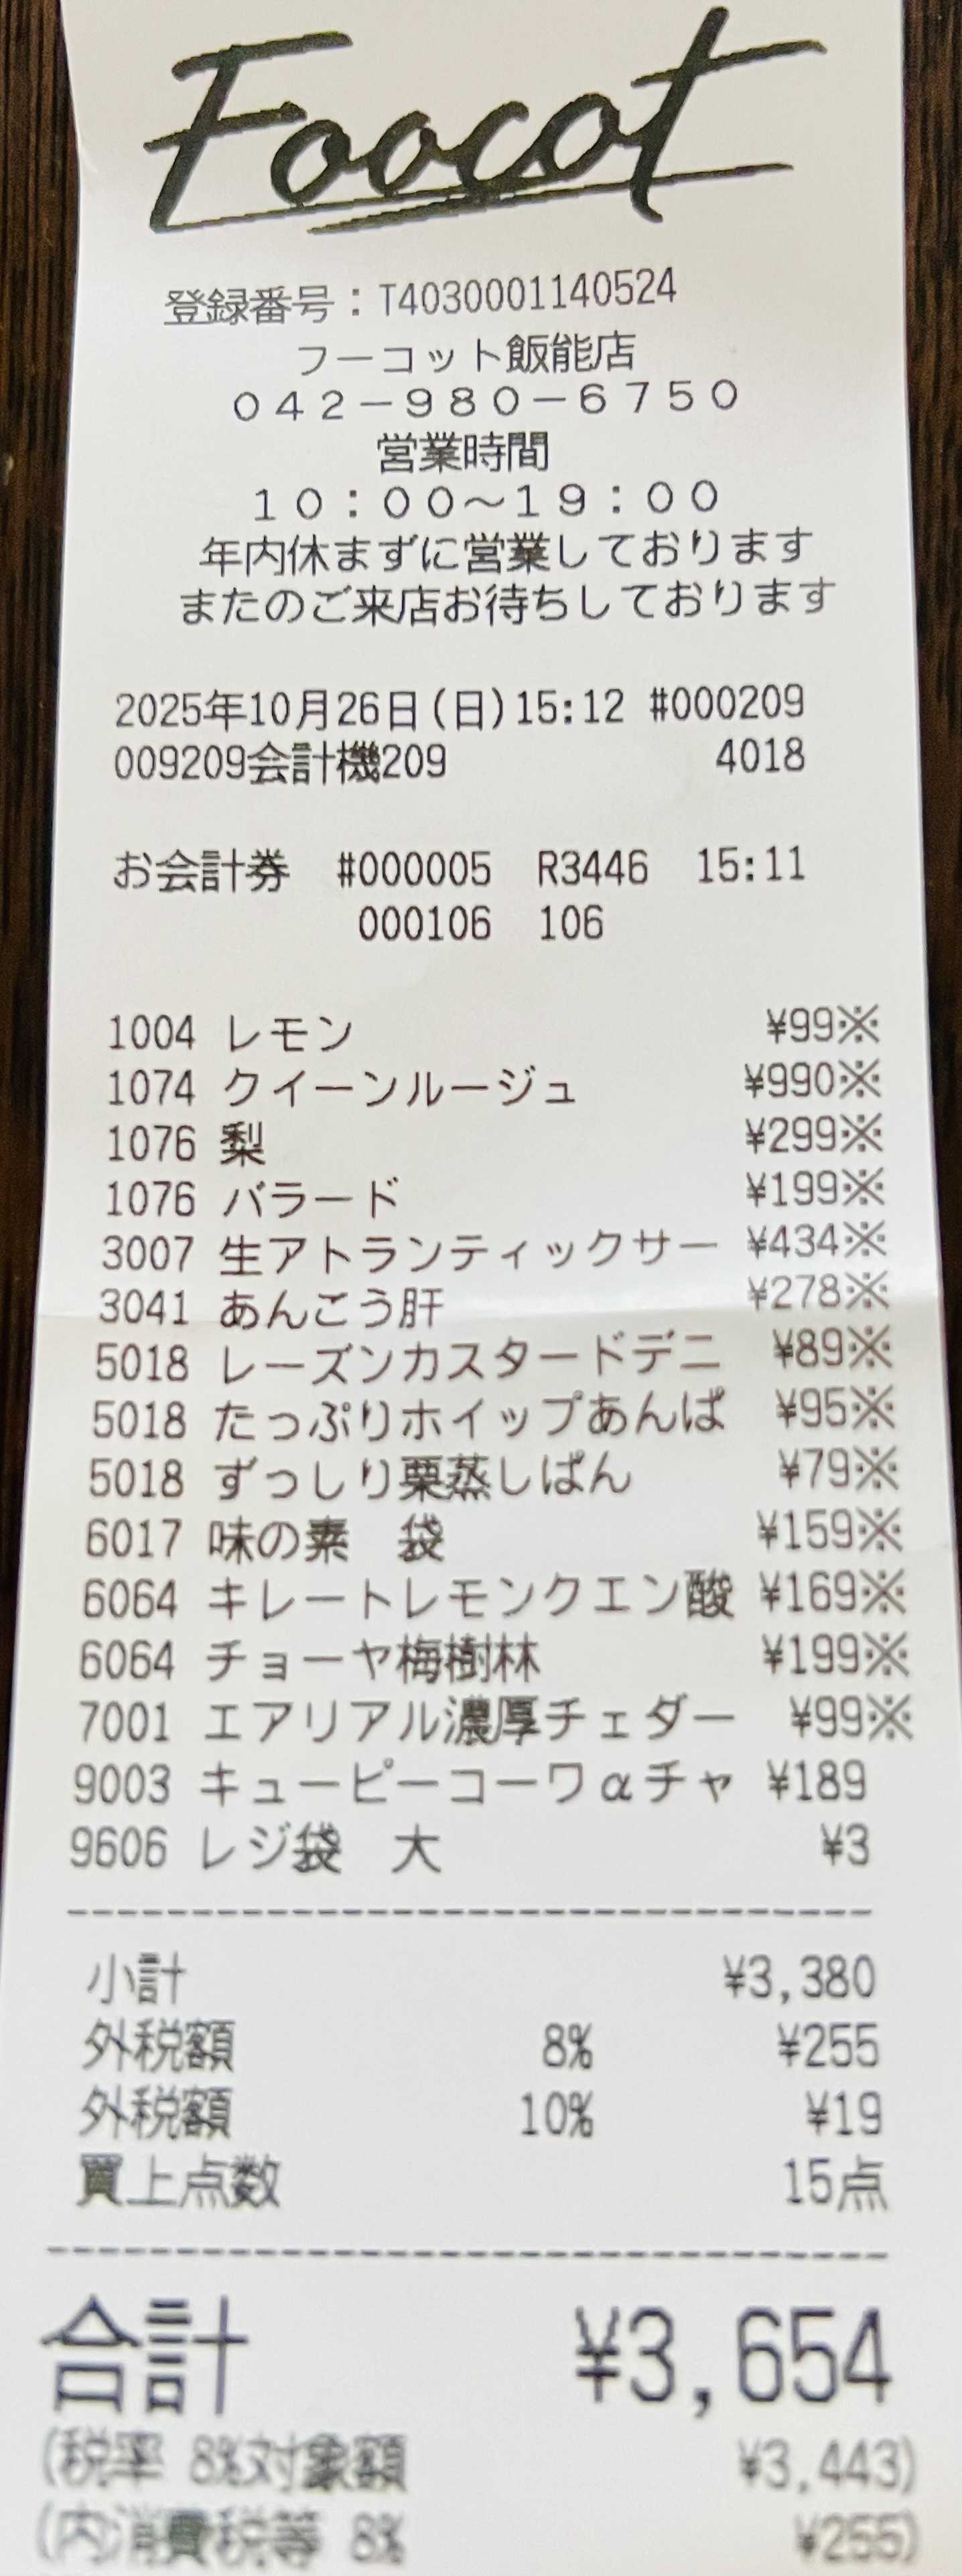 Foocot
登録番号：T4030001140524
フーコット飯能店
０４２－９８０－６７５０
営業時間
１０：００～１９：００
年内休まずに営業しております
またのご来店お待ちしております
2025年10月26日(日)15:12 #000209
009209会計機209 4018
お会計券 #000005 R3446 15:11
000106 106
1004 レモン ¥99※
1074 クイーンルージュ ¥990※
1076 梨 ¥299※
1076 バラード ¥199※
3007 生アトランティックサー ¥434※
3041 あんこう肝 ¥278※
5018 レーズンカスタードデニ ¥89※
5018 たっぷりホイップあんぱ ¥95※
5018 ずっしり栗蒸しぱん ¥79※
6017 味の素 袋 ¥159※
6064 キレートレモンクエン酸 ¥169※
6064 チョーヤ梅樹林 ¥199※
7001 エアリアル濃厚チェダー ¥99※
9003 キューピーコーワαチャ ¥189
9606 レジ袋 大 ¥3
小計 ¥3,380
外税額 8% ¥255
外税額 10% ¥19
買上点数 15点
合計 ¥3,654
(税率 8%対象額 ¥3,443)
(内消費税等 8% ¥255)